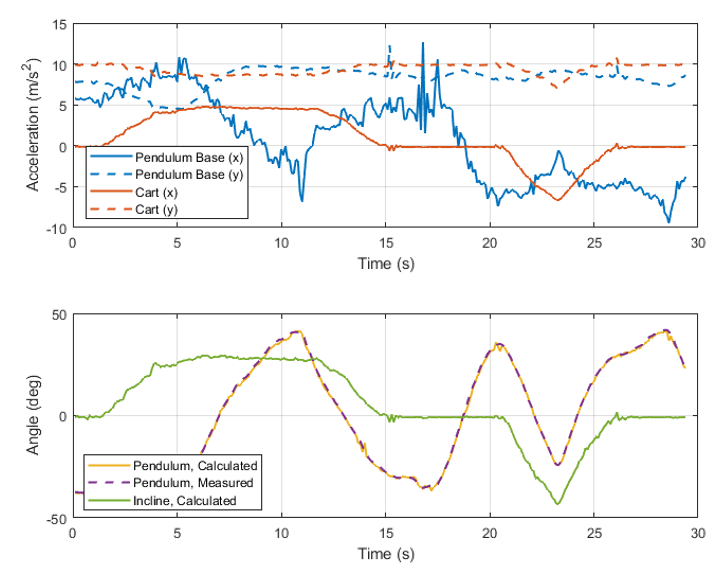 15
10
5
0
-5
-10
Acceleration (m/s²)
Pendulum Base (x)
Pendulum Base (y)
Cart (x)
Cart (y)
0 5 10 15 20 25 30
Time (s)
50
0
-50
Angle (deg)
Pendulum, Calculated
Pendulum, Measured
Incline, Calculated
0 5 10 15 20 25 30
Time (s)